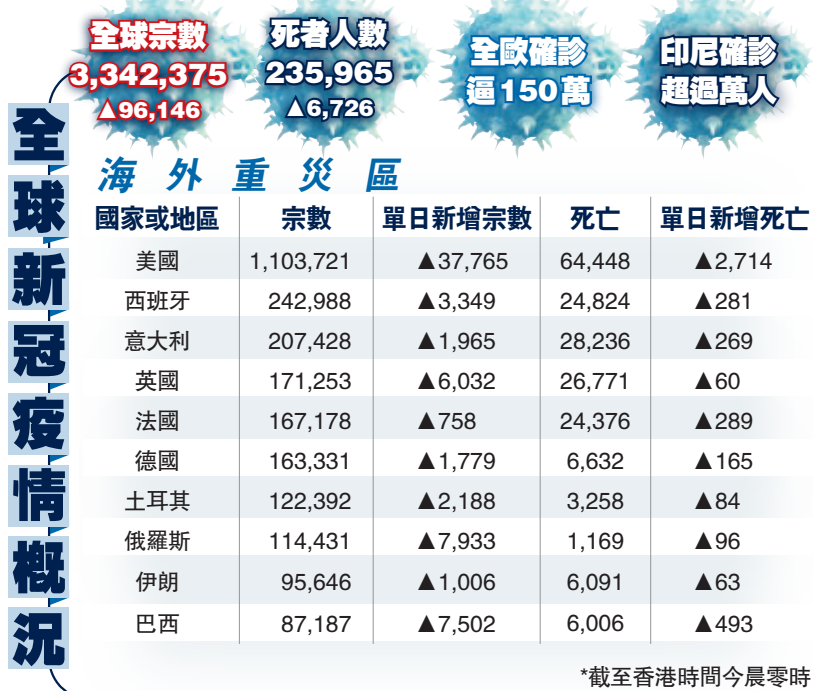 全球新冠疫情概況
全球宗數
3,342,375
▲96,146
死者人數
235,965
▲6,726
全歐確診
逼150萬
印尼確診
超過萬人
海外重災區
國家或地區 宗數 單日新增宗數 死亡 單日新增死亡
美國 1,103,721 ▲37,765 64,448 ▲2,714
西班牙 242,988 ▲3,349 24,824 ▲281
意大利 207,428 ▲1,965 28,236 ▲269
英國 171,253 ▲6,032 26,771 ▲60
法國 167,178 ▲758 24,376 ▲289
德國 163,331 ▲1,779 6,632 ▲165
土耳其 122,392 ▲2,188 3,258 ▲84
俄羅斯 114,431 ▲7,933 1,169 ▲96
伊朗 95,646 ▲1,006 6,091 ▲63
巴西 87,187 ▲7,502 6,006 ▲493
*截至香港時間今晨零時